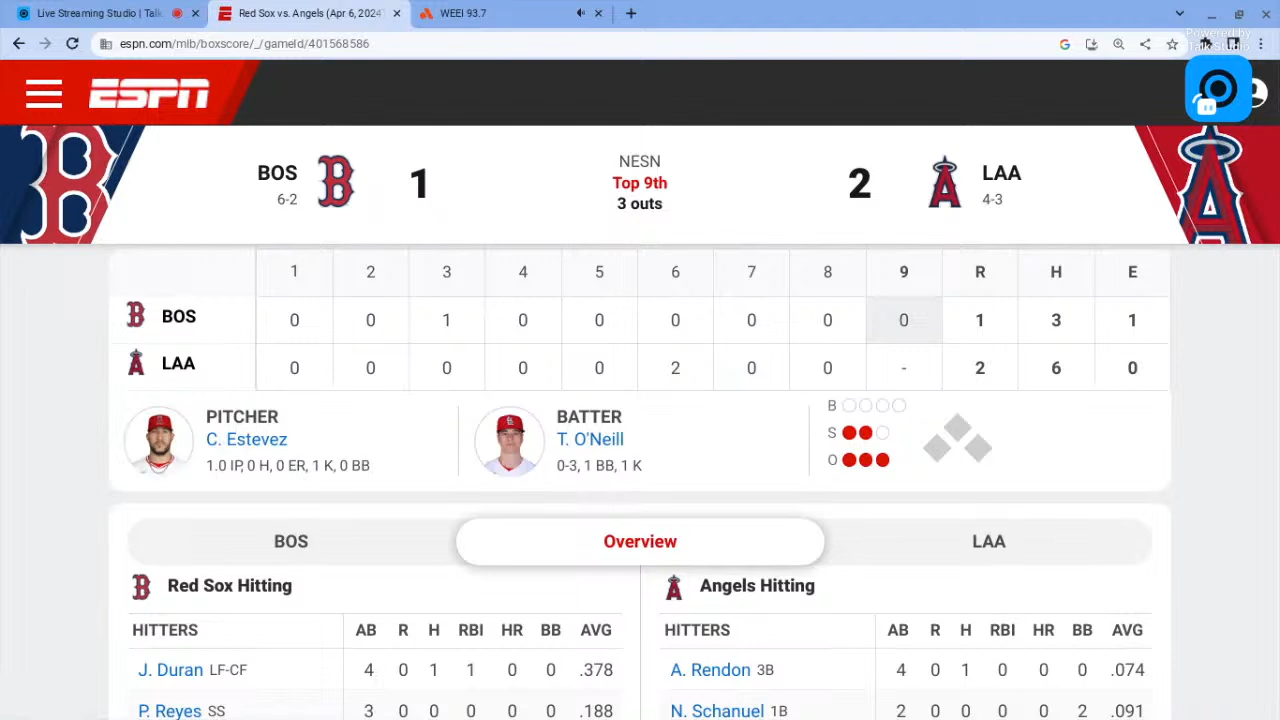 Live Streaming Studio | Talk
Red Sox vs. Angels (Apr 6, 2024
WEEI 93.7
espn.com/mlb/boxscore/_/gameId/401568586
Powered by
Talk Studio
ESPN
BOS
6-2
1
NESN
Top 9th
3 outs
2
LAA
4-3
1 2 3 4 5 6 7 8 9 R H E
BOS 0 0 1 0 0 0 0 0 0 1 3 1
LAA 0 0 0 0 0 2 0 0 - 2 6 0
PITCHER
C. Estevez
1.0 IP, 0 H, 0 ER, 1 K, 0 BB
BATTER
T. O'Neill
0-3, 1 BB, 1 K
B
S
O
BOS Overview LAA
Red Sox Hitting
HITTERS AB R H RBI HR BB AVG
J. Duran LF-CF 4 0 1 1 0 0 .378
P. Reyes SS 3 0 0 0 0 0 .188
Angels Hitting
HITTERS AB R H RBI HR BB AVG
A. Rendon 3B 4 0 1 0 0 0 .074
N. Schanuel 1B 2 0 0 0 0 2 .091